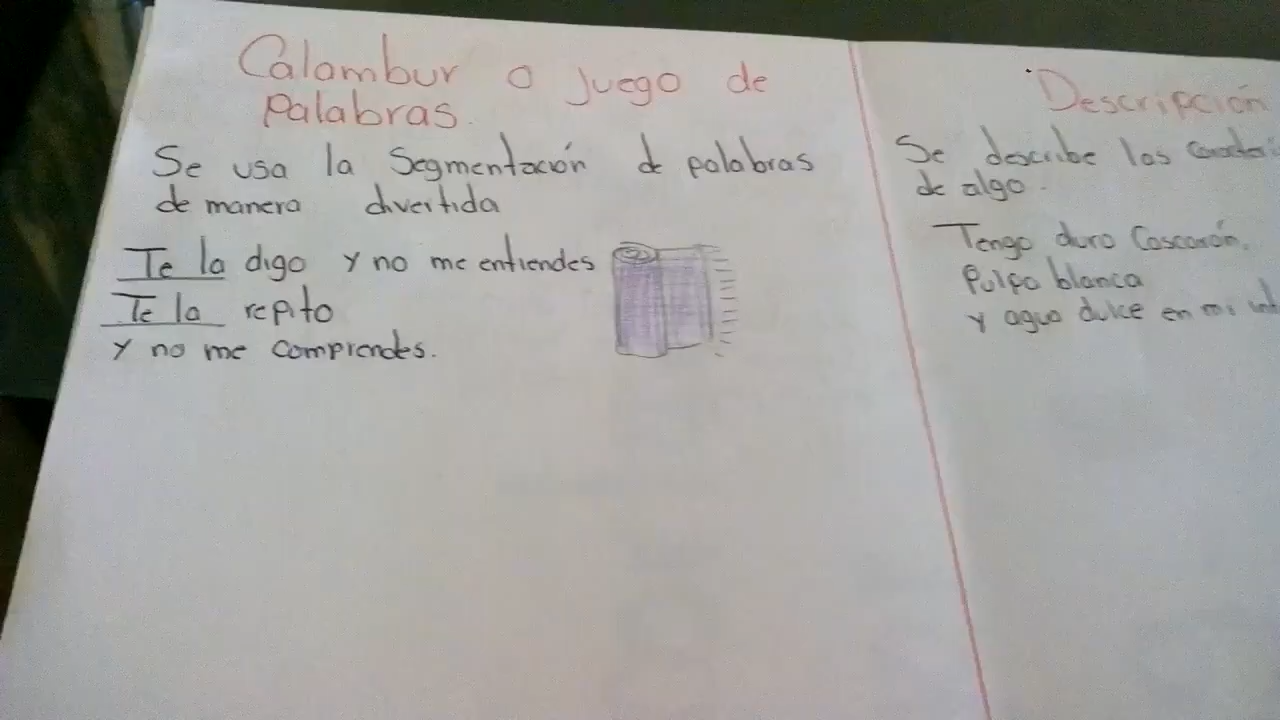 Calambur o juego de
palabras.
Se usa la segmentación de palabras
de manera divertida
Te la digo y no me entiendes
Te la repito
y no me comprendes.
Descripción
Se describe las
de algo.
Tengo duro Cascarón,
pulpa blanca
y agua dulce en mi